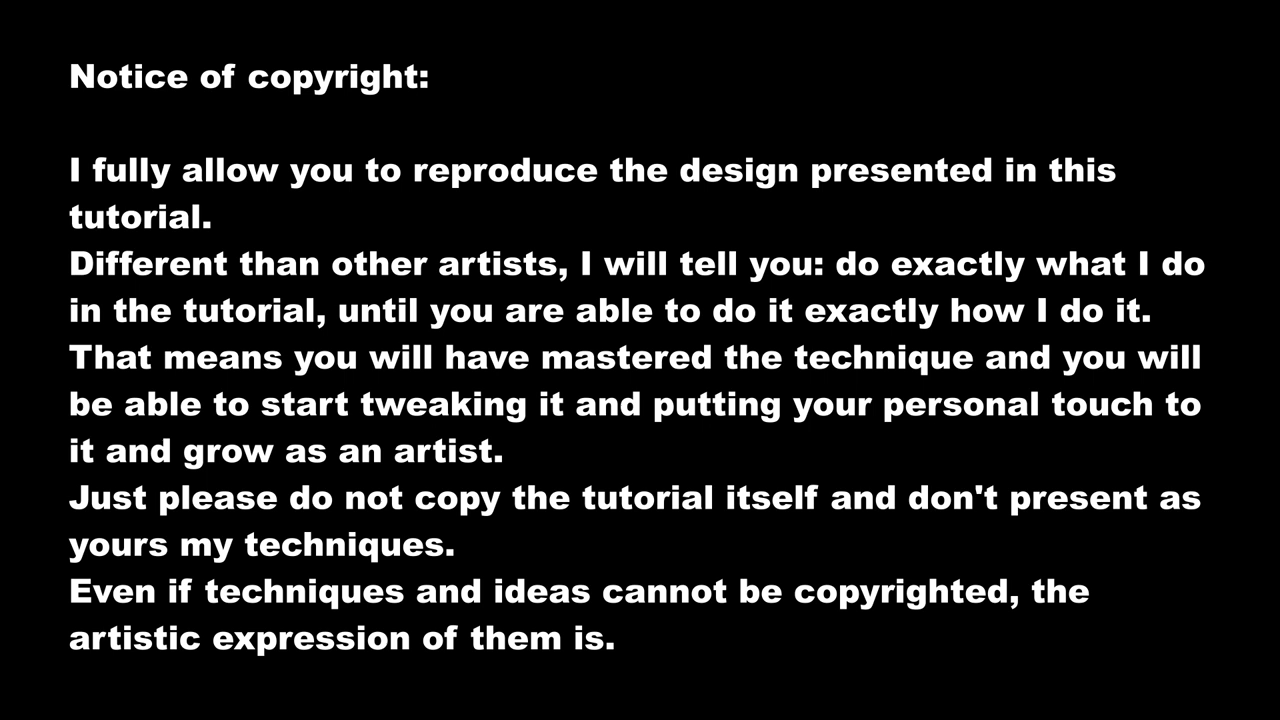 Notice of copyright:
I fully allow you to reproduce the design presented in this
tutorial.
Different than other artists, I will tell you: do exactly what I do
in the tutorial, until you are able to do it exactly how I do it.
That means you will have mastered the technique and you will
be able to start tweaking it and putting your personal touch to
it and grow as an artist.
Just please do not copy the tutorial itself and don't present as
yours my techniques.
Even if techniques and ideas cannot be copyrighted, the
artistic expression of them is.